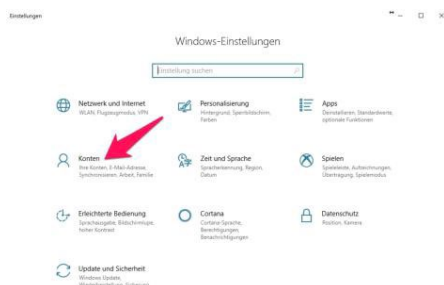 Einstellungen
Windows-Einstellungen
Einstellung suchen
Netzwerk und Internet
WLAN, Flugzeugmodus, VPN
Personalisierung
Hintergrund, Sperrbildschirm,
Farben
Apps
Deinstallieren, Standardwerte,
optionale Funktionen
Konten
Ihre Konten, E-Mail-Adresse,
Synchronisieren, Arbeit, Familie
Zeit und Sprache
Spracherkennung, Region,
Datum
Spielen
Spieleleiste, Aufzeichnungen,
Übertragung, Spielemodus
Erleichterte Bedienung
Sprachausgabe, Bildschirmlupe,
hoher Kontrast
Cortana
Cortana-Sprache,
Berechtigungen,
Benachrichtigungen
Datenschutz
Position, Kamera
Update und Sicherheit
Windows Update,